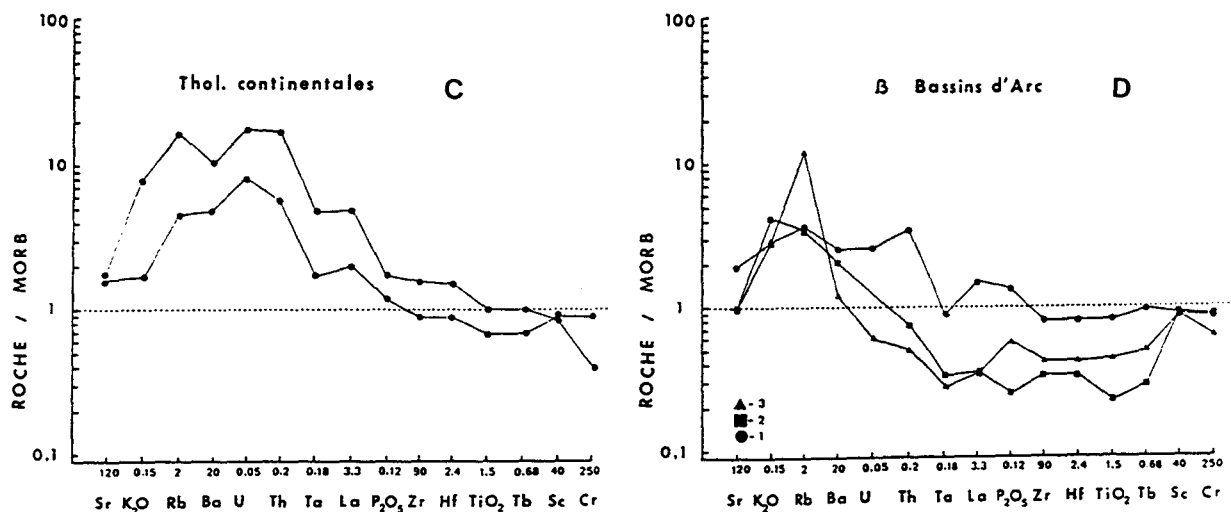 100
Thol. continentales C
10
1
0.1
ROCHE / MORB
120 0.15 2 20 0.05 0.2 0.18 3.3 0.12 90 2.4 1.5 0.68 40 250
Sr K2O Rb Ba U Th Ta La P2O5 Zr Hf TiO2 Tb Sc Cr
100
β Bassins d'Arc D
10
1
0.1
ROCHE / MORB
▲-3
■-2
●-1
120 0.15 2 20 0.05 0.2 0.18 3.3 0.12 90 2.4 1.5 0.68 40 250
Sr K2O Rb Ba U Th Ta La P2O5 Zr Hf TiO2 Tb Sc Cr